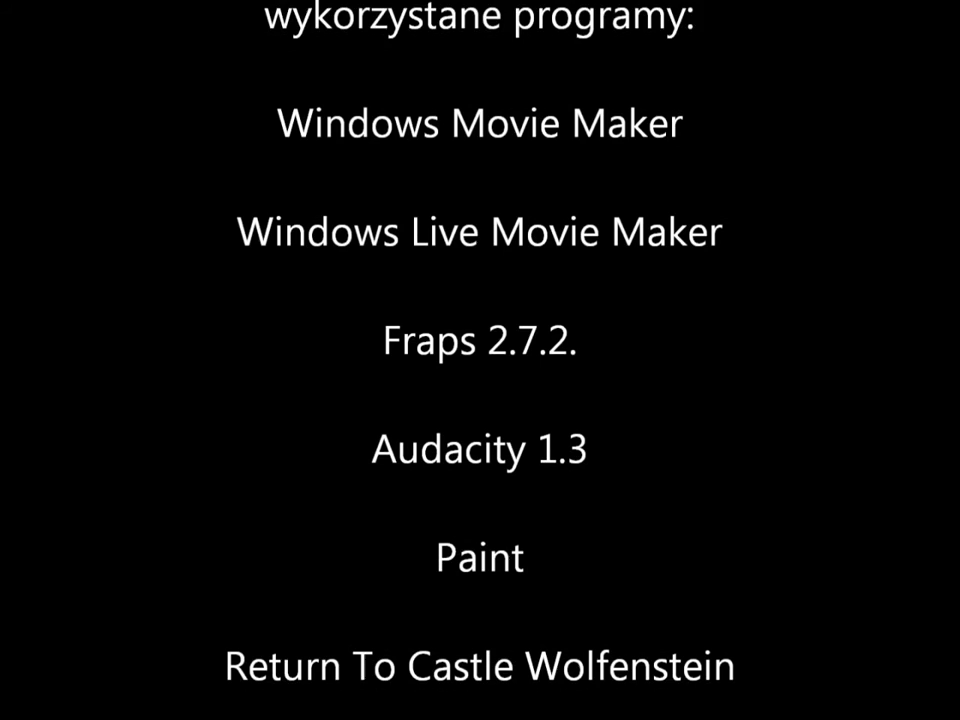 wykorzystane programy:
Windows Movie Maker
Windows Live Movie Maker
Fraps 2.7.2.
Audacity 1.3
Paint
Return To Castle Wolfenstein